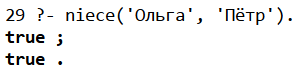 29 ?- niece('Ольга', 'Пётр').
true ;
true .